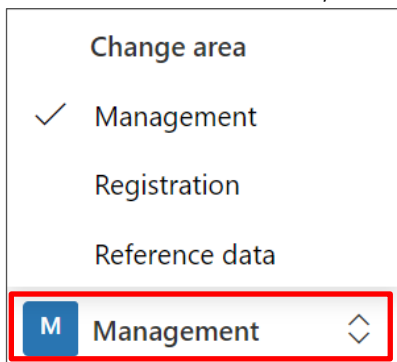 Change area
Management
Registration
Reference data
M Management